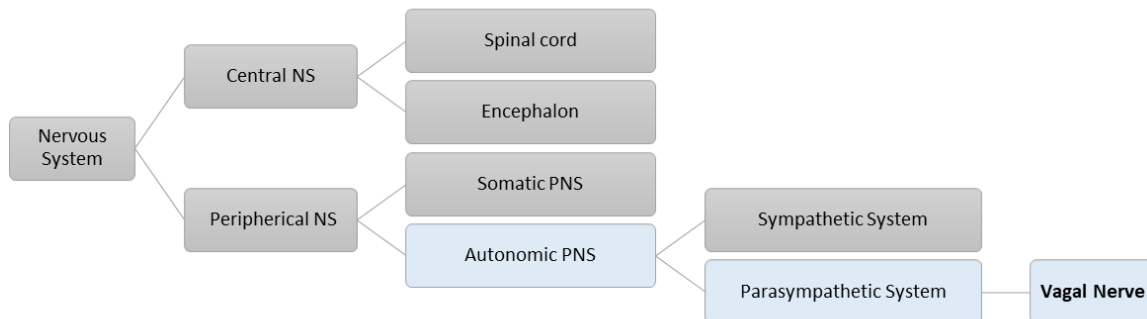 Spinal cord
Central NS
Encephalon
Nervous
System
Somatic PNS
Peripherical NS
Sympathetic System
Autonomic PNS
Parasympathetic System
Vagal Nerve